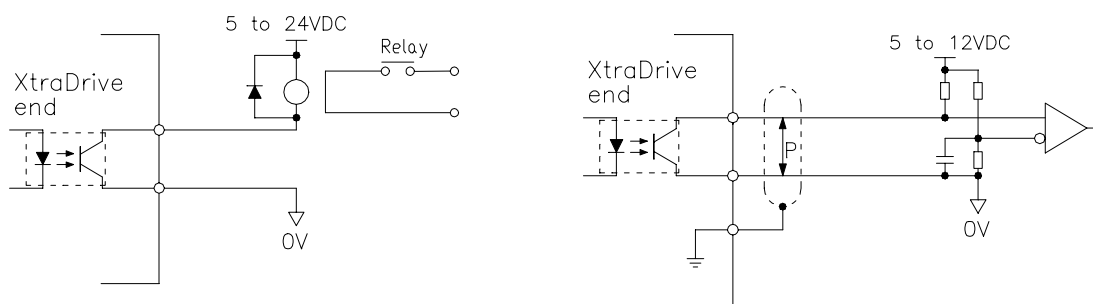 5 to 24VDC
Relay
XtraDrive
end
0V
5 to 12VDC
XtraDrive
end
P
0V